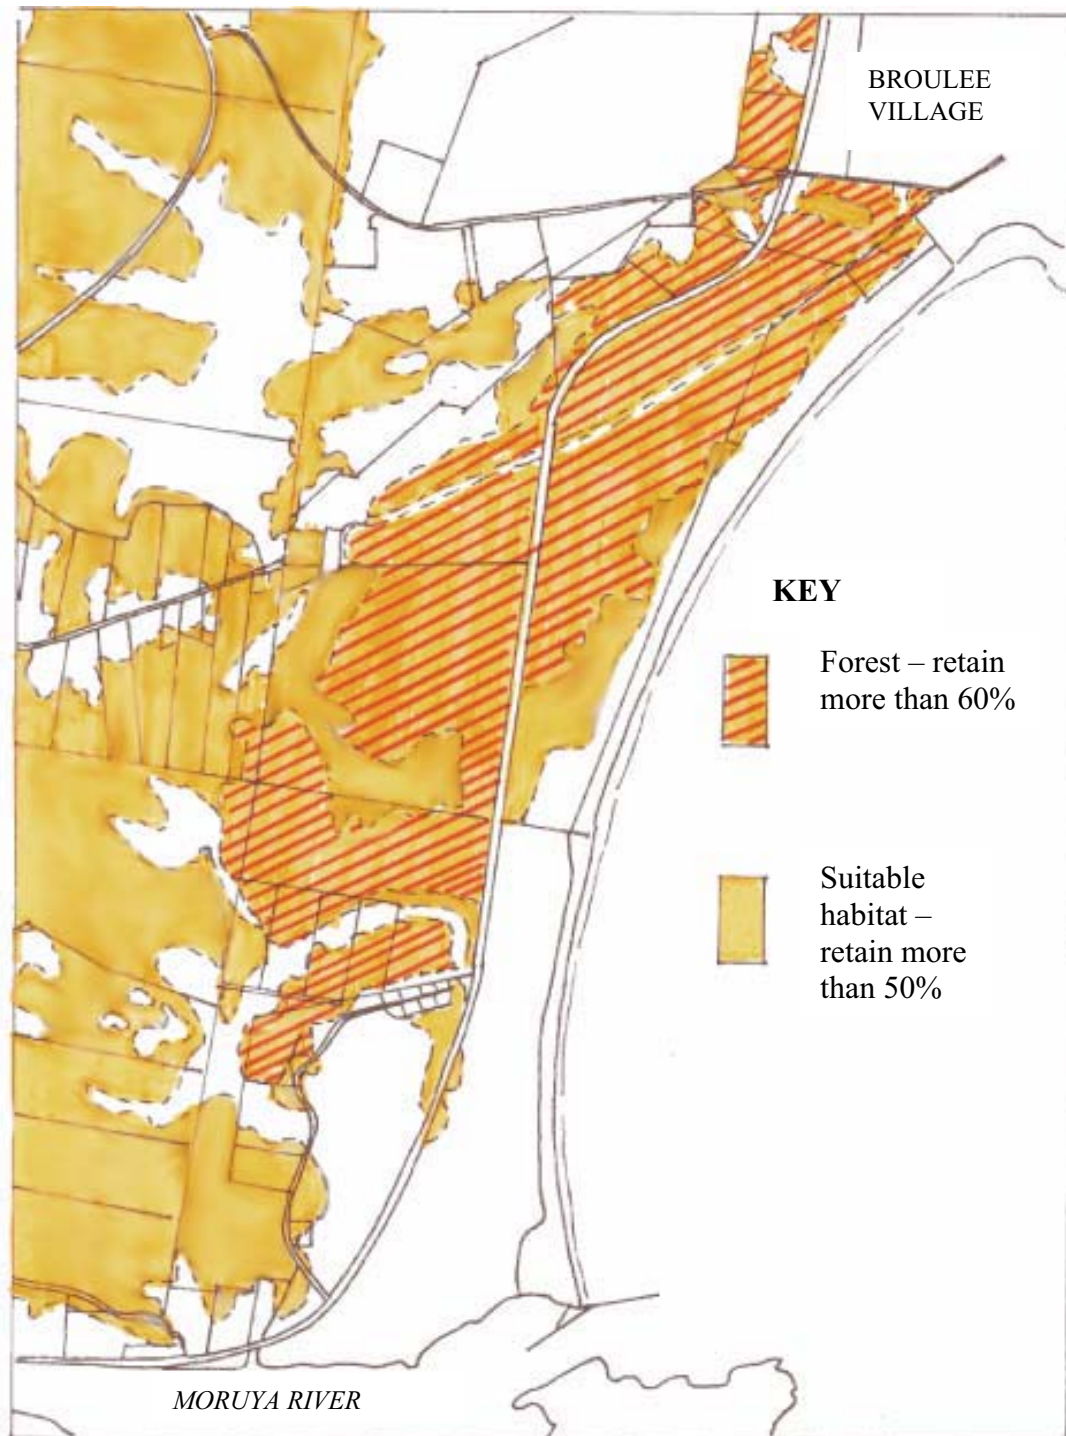 BROULEE
VILLAGE
KEY
Forest – retain
more than 60%
Suitable
habitat –
retain more
than 50%
MORUYA RIVER